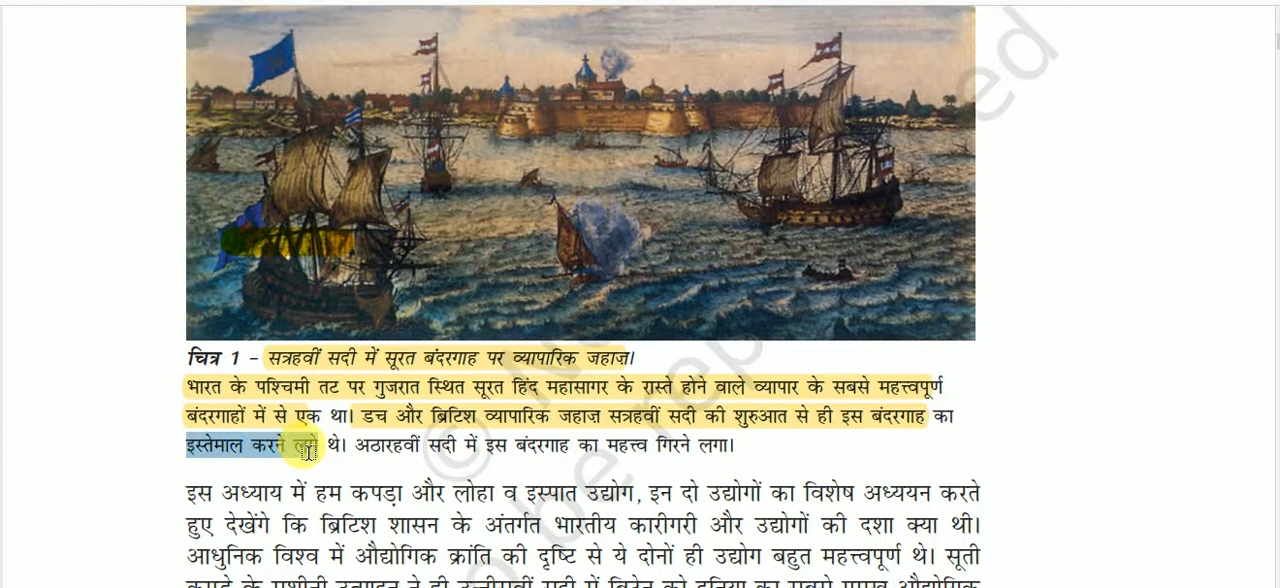 चित्र 1 – सत्रहवीं सदी में सूरत बंदरगाह पर व्यापारिक जहाज़।
भारत के पश्चिमी तट पर गुजरात स्थित सूरत हिंद महासागर के रास्ते होने वाले व्यापार के सबसे महत्त्वपूर्ण
बंदरगाहों में से एक था। डच और ब्रिटिश व्यापारिक जहाज़ सत्रहवीं सदी की शुरुआत से ही इस बंदरगाह का
इस्तेमाल करने लगे थे। अठारहवीं सदी में इस बंदरगाह का महत्त्व गिरने लगा।
इस अध्याय में हम कपड़ा और लोहा व इस्पात उद्योग, इन दो उद्योगों का विशेष अध्ययन करते
हुए देखेंगे कि ब्रिटिश शासन के अंतर्गत भारतीय कारीगरी और उद्योगों की दशा क्या थी।
आधुनिक विश्व में औद्योगिक क्रांति की दृष्टि से ये दोनों ही उद्योग बहुत महत्त्वपूर्ण थे। सूती